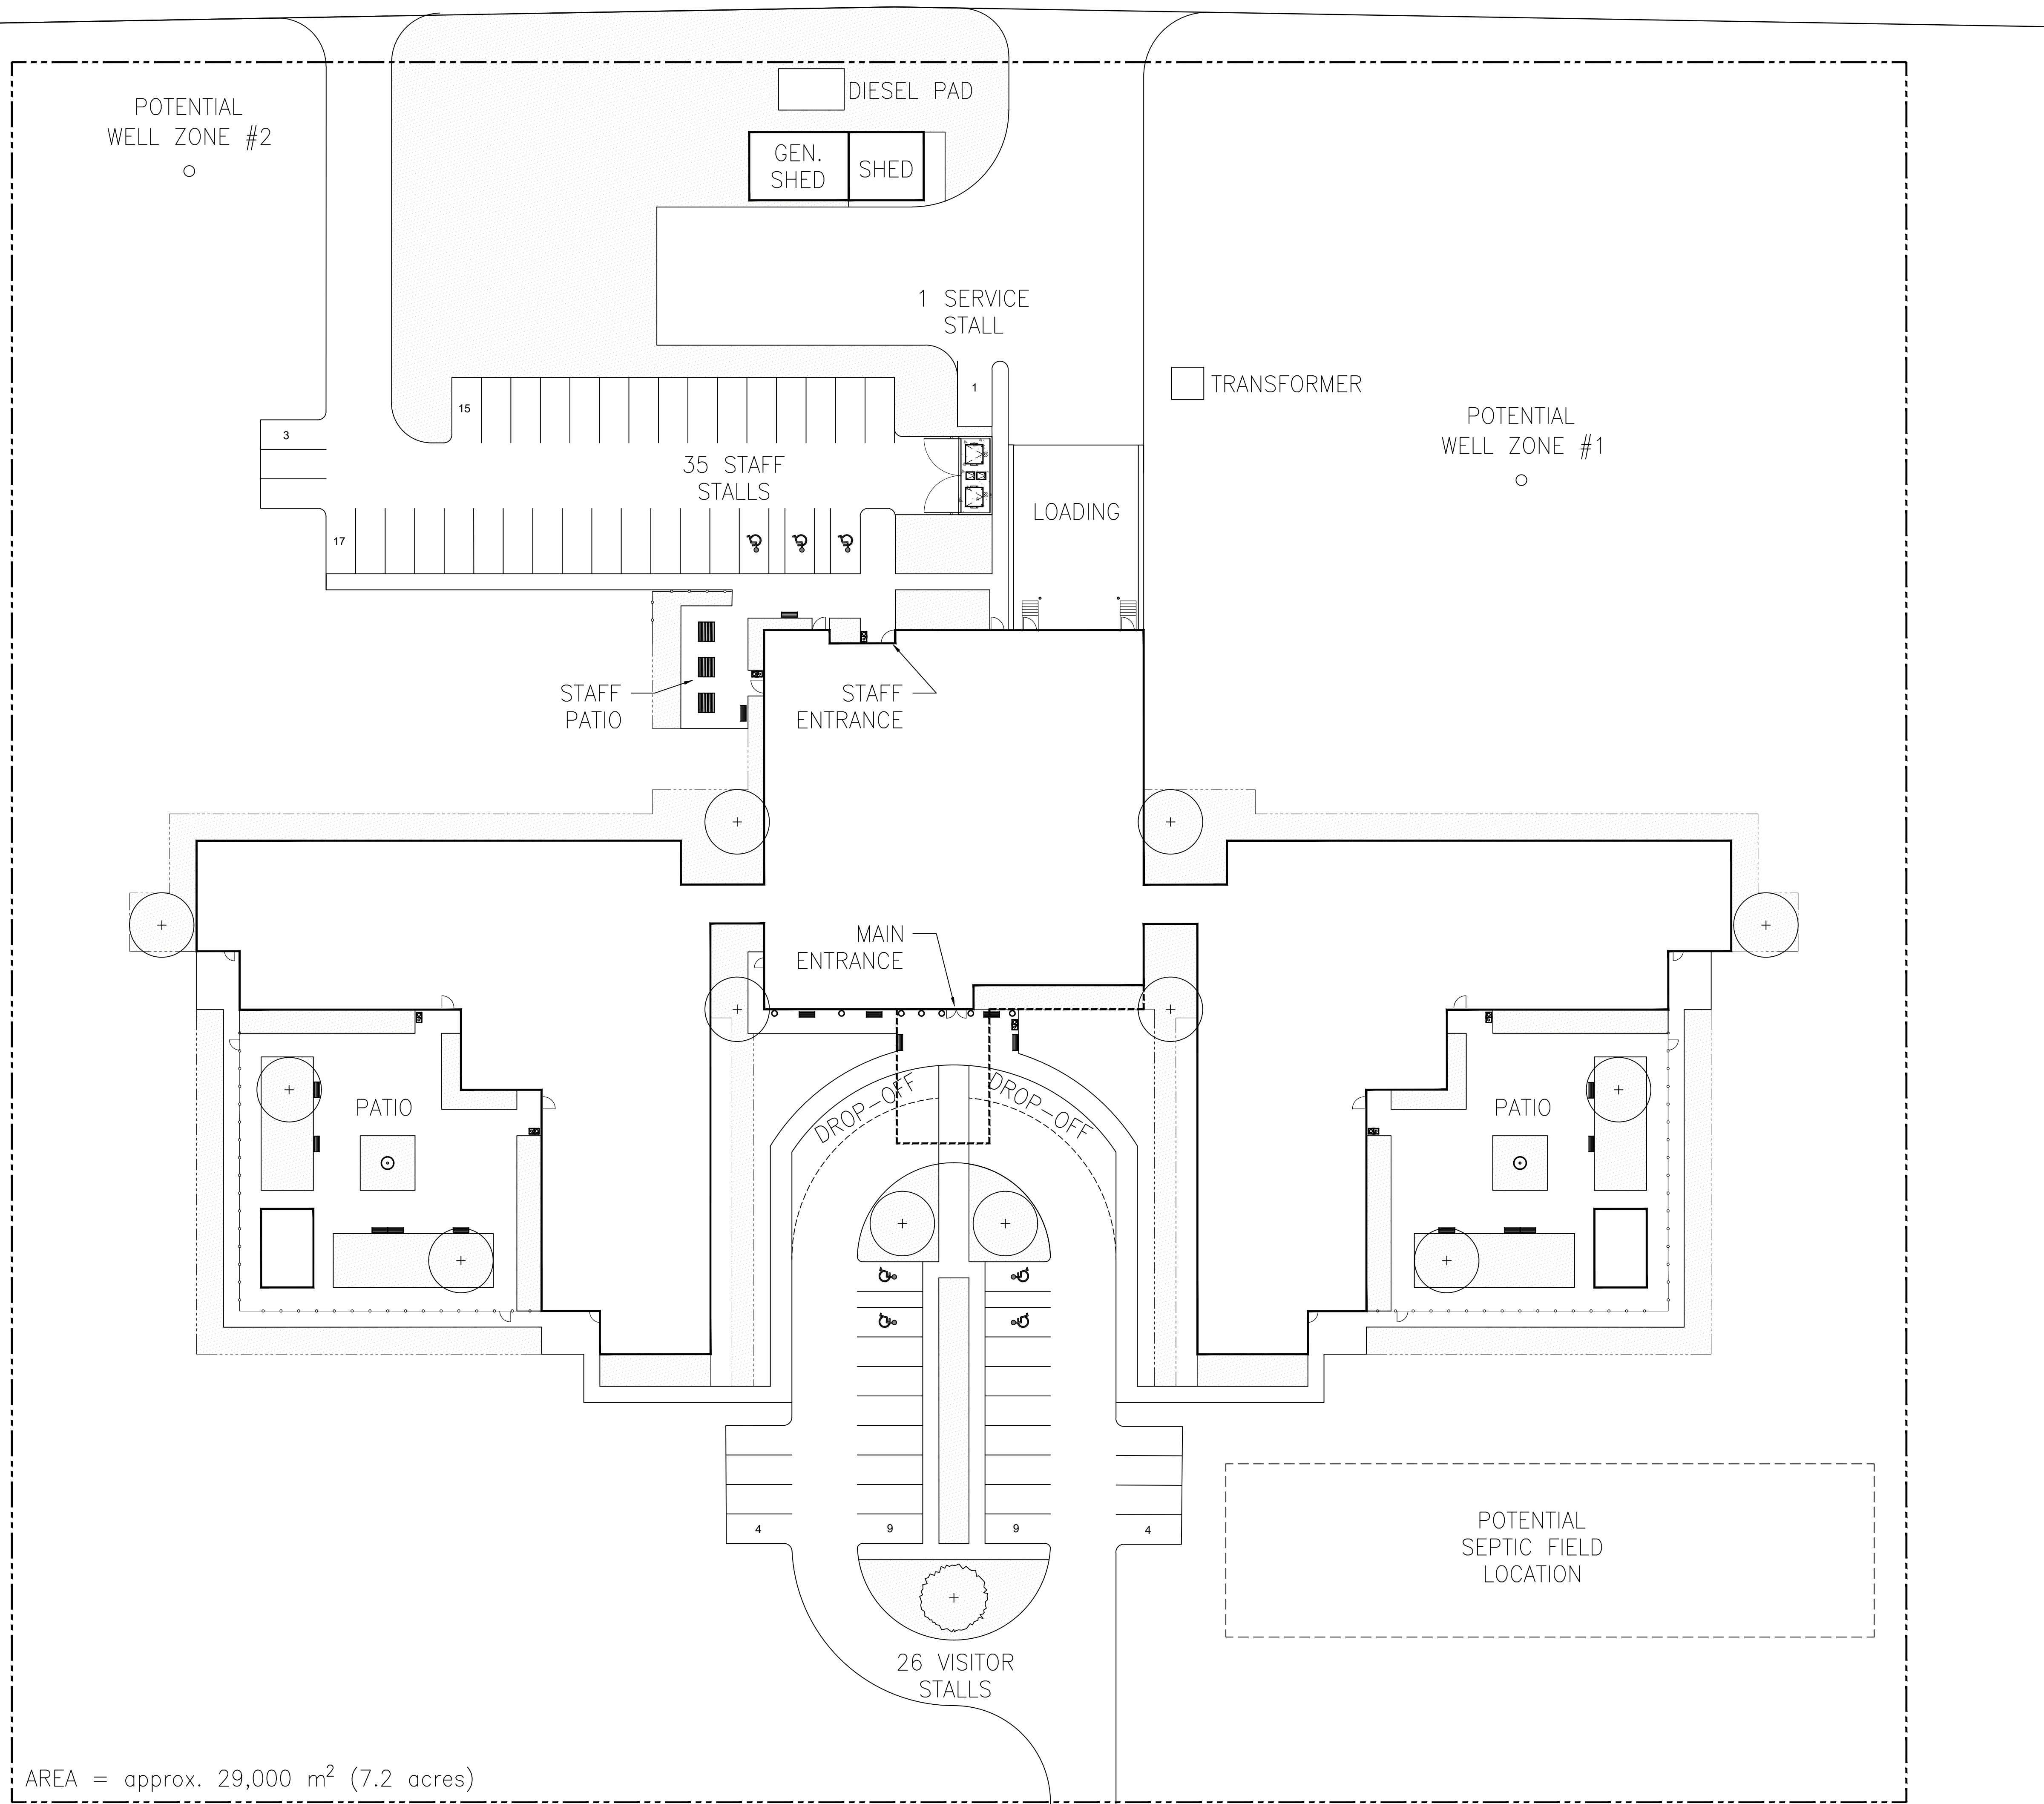 DIESEL PAD
POTENTIAL
WELL ZONE #2
GEN.
SHED
SHED
1 SERVICE
STALL
1
TRANSFORMER
15
3
POTENTIAL
WELL ZONE #1
35 STAFF
STALLS
LOADING
17
STAFF
PATIO
STAFF
ENTRANCE
MAIN
ENTRANCE
DROP-OFF
DROP-OFF
PATIO
PATIO
4
9
9
4
POTENTIAL
SEPTIC FIELD
LOCATION
26 VISITOR
STALLS
AREA = approx. 29,000 m² (7.2 acres)